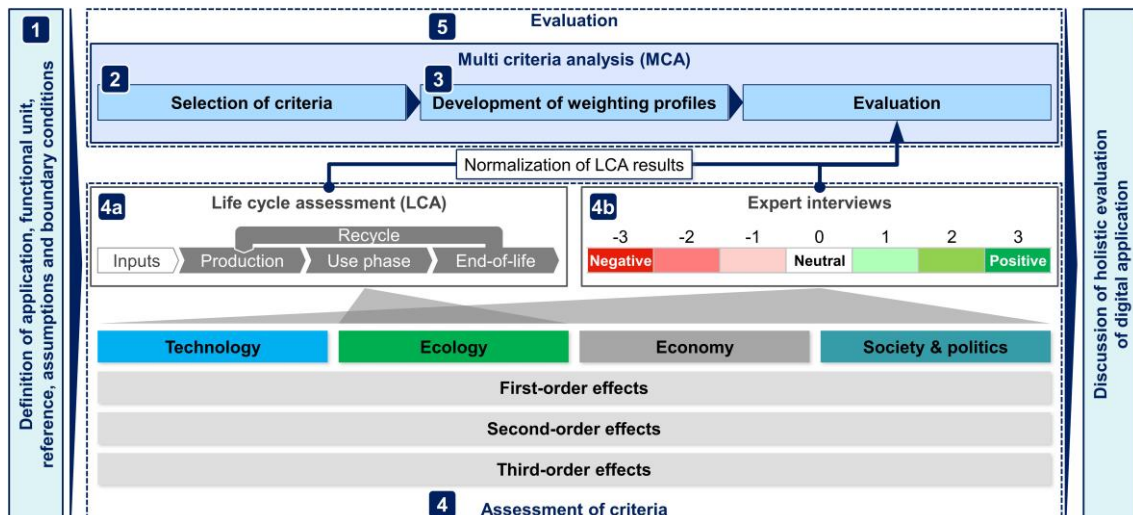 1
Definition of application, functional unit,
reference, assumptions and boundary conditions
5
Evaluation
Multi criteria analysis (MCA)
2
Selection of criteria
3
Development of weighting profiles
Evaluation
Normalization of LCA results
4a
Life cycle assessment (LCA)
Recycle
Inputs
Production
Use phase
End-of-life
4b
Expert interviews
-3 -2 -1 0 1 2 3
Negative Neutral Positive
Technology
Ecology
Economy
Society & politics
First-order effects
Second-order effects
Third-order effects
4
Assessment of criteria
Discussion of holistic evaluation
of digital application